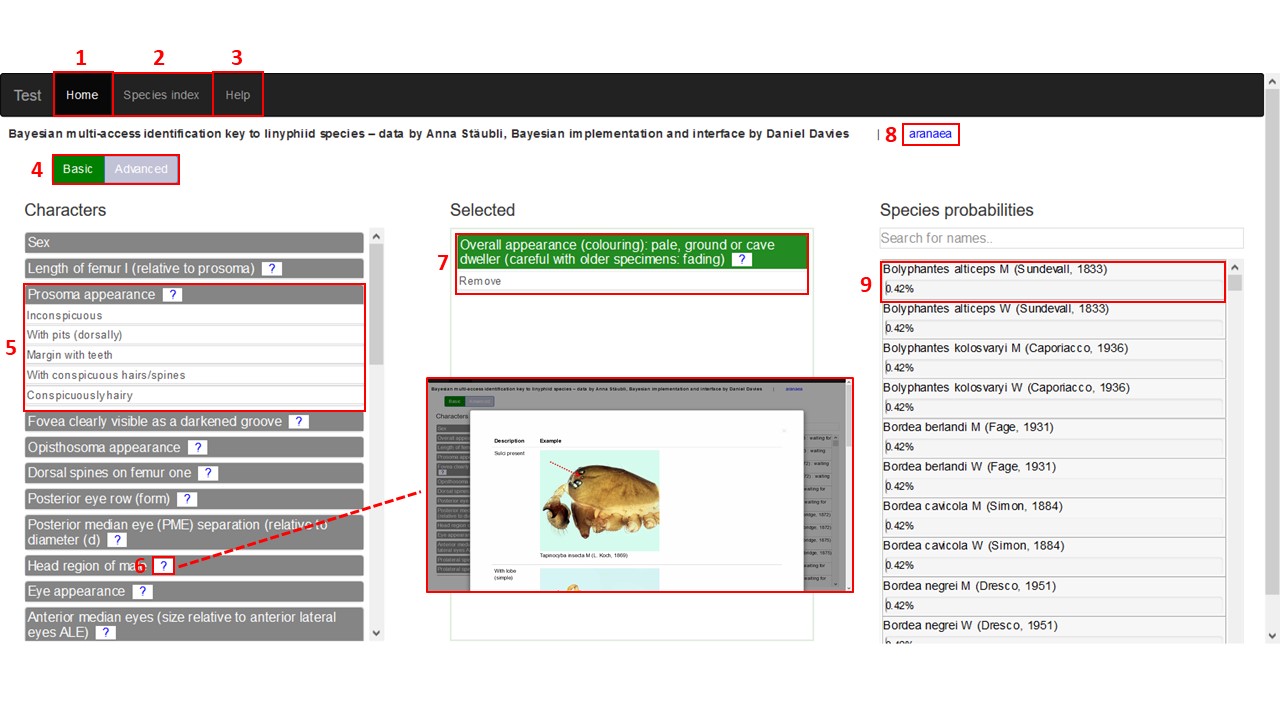 1 2 3
Test Home Species index Help
Bayesian multi-access identification key to linyphiid species – data by Anna Stäubli, Bayesian implementation and interface by Daniel Davies | 8 aranaea
4 Basic Advanced
Characters
Sex
Length of femur I (relative to prosoma) ?
Prosoma appearance ?
Inconspicuous
With pits (dorsally)
5
Margin with teeth
With conspicuous hairs/spines
Conspicuously hairy
Fovea clearly visible as a darkened groove ?
Opisthosoma appearance ?
Dorsal spines on femur one ?
Posterior eye row (form) ?
Posterior median eye (PME) separation (relative to
diameter (d) ?
Head region of 6 ?
Eye appearance ?
Anterior median eyes (size relative to anterior lateral
eyes ALE) ?
Selected
7
Overall appearance (colouring): pale, ground or cave
dweller (careful with older specimens: fading) ?
Remove
Bayesian multi-access identification key to linyphiid species – data by Anna Stäubli, Bayesian implementation and interface by Daniel Davies | aranaea
Basic Advanced
Characters
Description Example
Sulci present
Tapinocyba insecta M (L. Koch, 1869)
With lobe
(simple)
Species probabilities
Search for names..
9
Bolyphantes alticeps M (Sundevall, 1833)
0.42%
Bolyphantes alticeps W (Sundevall, 1833)
0.42%
Bolyphantes kolosvaryi M (Caporiacco, 1936)
0.42%
Bolyphantes kolosvaryi W (Caporiacco, 1936)
0.42%
Bordea berlandi M (Fage, 1931)
0.42%
Bordea berlandi W (Fage, 1931)
0.42%
Bordea cavicola M (Simon, 1884)
0.42%
Bordea cavicola W (Simon, 1884)
0.42%
Bordea negrei M (Dresco, 1951)
0.42%
Bordea negrei W (Dresco, 1951)
0.42%